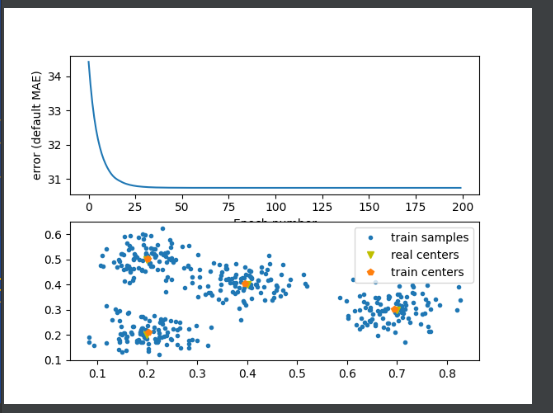 error (default MAE)
34
33
32
31
0 25 50 75 100 125 150 175 200
Epoch number
0.6
0.5
0.4
0.3
0.2
0.1
train samples
real centers
train centers
0.1 0.2 0.3 0.4 0.5 0.6 0.7 0.8